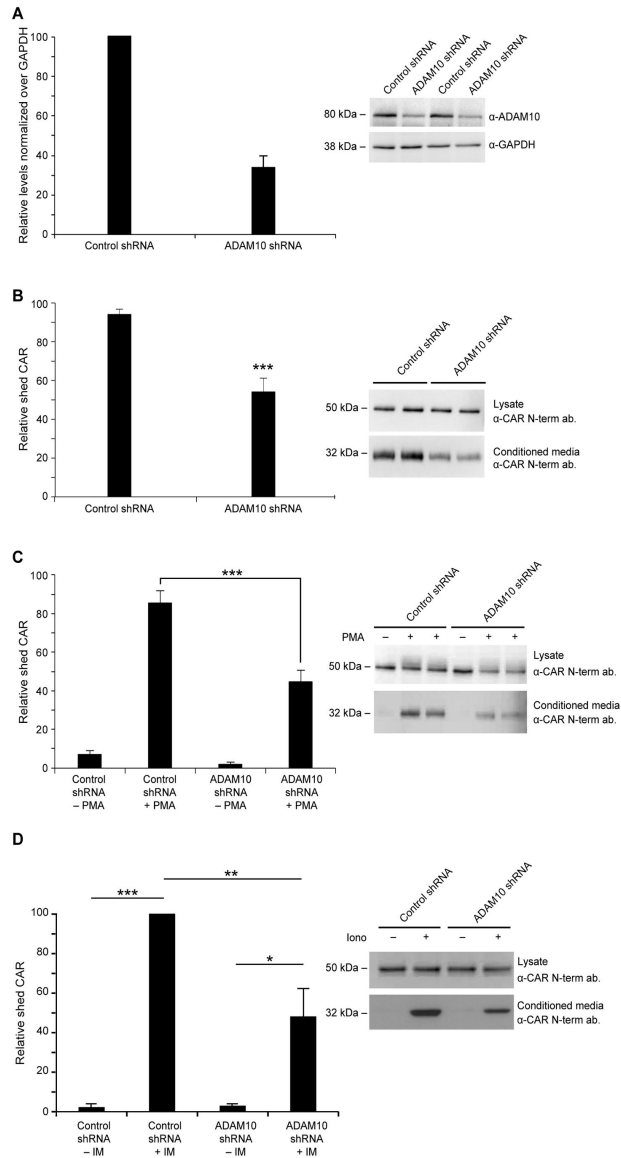 A
Relative levels normalized over GAPDH
100
80
60
40
20
0
Control shRNA
ADAM10 shRNA
Control shRNA
ADAM10 shRNA
Control shRNA
ADAM10 shRNA
80 kDa –
α-ADAM10
38 kDa –
α-GAPDH
B
Relative shed CAR
100
80
60
40
20
0
***
Control shRNA
ADAM10 shRNA
Control shRNA
ADAM10 shRNA
50 kDa –
Lysate
α-CAR N-term ab.
32 kDa –
Conditioned media
α-CAR N-term ab.
C
Relative shed CAR
100
80
60
40
20
0
***
Control
shRNA
– PMA
Control
shRNA
+ PMA
ADAM10
shRNA
– PMA
ADAM10
shRNA
+ PMA
Control shRNA
ADAM10 shRNA
PMA – + + – + +
50 kDa –
Lysate
α-CAR N-term ab.
32 kDa –
Conditioned media
α-CAR N-term ab.
D
Relative shed CAR
100
80
60
40
20
0
**
***
*
Control
shRNA
– IM
Control
shRNA
+ IM
ADAM10
shRNA
– IM
ADAM10
shRNA
+ IM
Control shRNA
ADAM10 shRNA
Iono – + – +
50 kDa –
Lysate
α-CAR N-term ab.
32 kDa –
Conditioned media
α-CAR N-term ab.